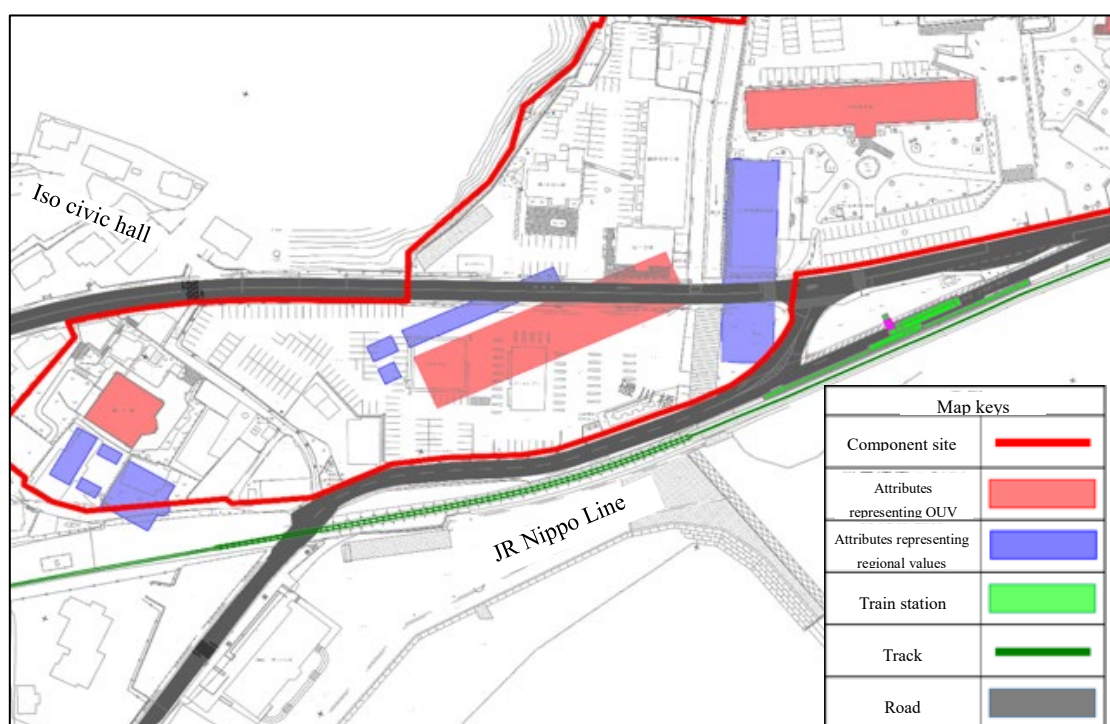 Iso civic hall
JR Nippo Line
Map keys
Component site
Attributes
representing OUV
Attributes representing
regional values
Train station
Track
Road